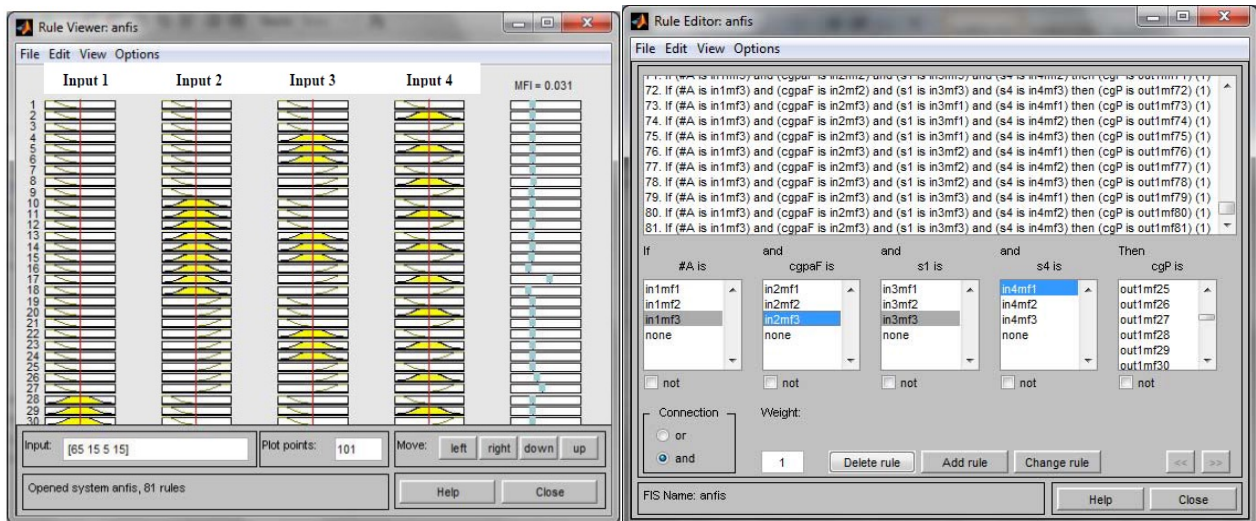 Rule Viewer: anfis
File Edit View Options
Input 1 Input 2 Input 3 Input 4 MFI = 0.031
1
2
3
4
5
6
7
8
9
10
11
12
13
14
15
16
17
18
19
20
21
22
23
24
25
26
27
28
29
30
Input: [65 15 5 15] Plot points: 101 Move: left right down up
Opened system anfis, 81 rules Help Close
Rule Editor: anfis
File Edit View Options
72. If (#A is in1mf3) and (cgpaF is in2mf2) and (s1 is in3mf3) and (s4 is in4mf3) then (cgP is out1mf72) (1)
73. If (#A is in1mf3) and (cgpaF is in2mf3) and (s1 is in3mf1) and (s4 is in4mf1) then (cgP is out1mf73) (1)
74. If (#A is in1mf3) and (cgpaF is in2mf3) and (s1 is in3mf1) and (s4 is in4mf2) then (cgP is out1mf74) (1)
75. If (#A is in1mf3) and (cgpaF is in2mf3) and (s1 is in3mf1) and (s4 is in4mf3) then (cgP is out1mf75) (1)
76. If (#A is in1mf3) and (cgpaF is in2mf3) and (s1 is in3mf2) and (s4 is in4mf1) then (cgP is out1mf76) (1)
77. If (#A is in1mf3) and (cgpaF is in2mf3) and (s1 is in3mf2) and (s4 is in4mf2) then (cgP is out1mf77) (1)
78. If (#A is in1mf3) and (cgpaF is in2mf3) and (s1 is in3mf2) and (s4 is in4mf3) then (cgP is out1mf78) (1)
79. If (#A is in1mf3) and (cgpaF is in2mf3) and (s1 is in3mf3) and (s4 is in4mf1) then (cgP is out1mf79) (1)
80. If (#A is in1mf3) and (cgpaF is in2mf3) and (s1 is in3mf3) and (s4 is in4mf2) then (cgP is out1mf80) (1)
81. If (#A is in1mf3) and (cgpaF is in2mf3) and (s1 is in3mf3) and (s4 is in4mf3) then (cgP is out1mf81) (1)
If and and and Then
#A is cgpaF is s1 is s4 is cgP is
in1mf1 in2mf1 in3mf1 in4mf1 out1mf25
in1mf2 in2mf2 in3mf2 in4mf2 out1mf26
in1mf3 in2mf3 in3mf3 in4mf3 out1mf27
none none none none out1mf28
out1mf29
out1mf30
not not not not not
Connection Weight:
or
and 1 Delete rule Add rule Change rule << >>
FIS Name: anfis Help Close